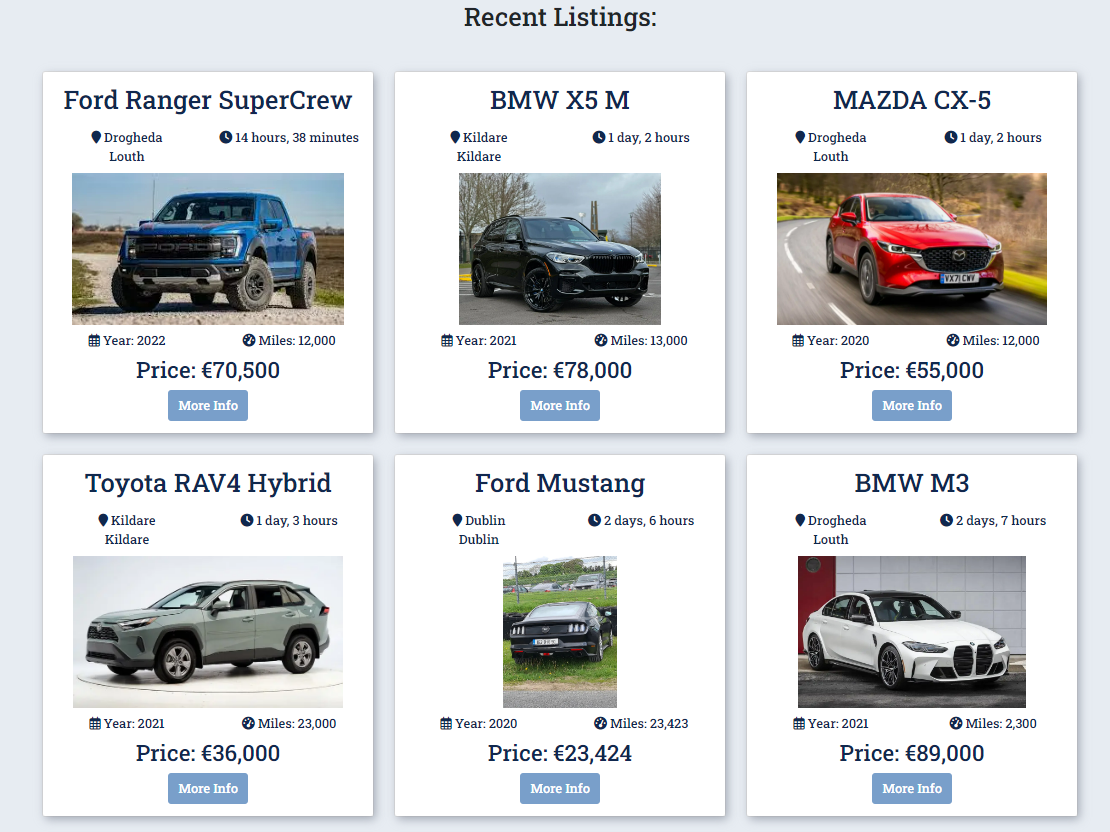 Recent Listings:
Ford Ranger SuperCrew
Drogheda
Louth
14 hours, 38 minutes
FORD
Year: 2022
Miles: 12,000
Price: €70,500
More Info
BMW X5 M
Kildare
Kildare
1 day, 2 hours
Year: 2021
Miles: 13,000
Price: €78,000
More Info
MAZDA CX-5
Drogheda
Louth
1 day, 2 hours
VX71 CWV
Year: 2020
Miles: 12,000
Price: €55,000
More Info
Toyota RAV4 Hybrid
Kildare
Kildare
1 day, 3 hours
Year: 2021
Miles: 23,000
Price: €36,000
More Info
Ford Mustang
Dublin
Dublin
2 days, 6 hours
Year: 2020
Miles: 23,423
Price: €23,424
More Info
BMW M3
Drogheda
Louth
2 days, 7 hours
Year: 2021
Miles: 2,300
Price: €89,000
More Info